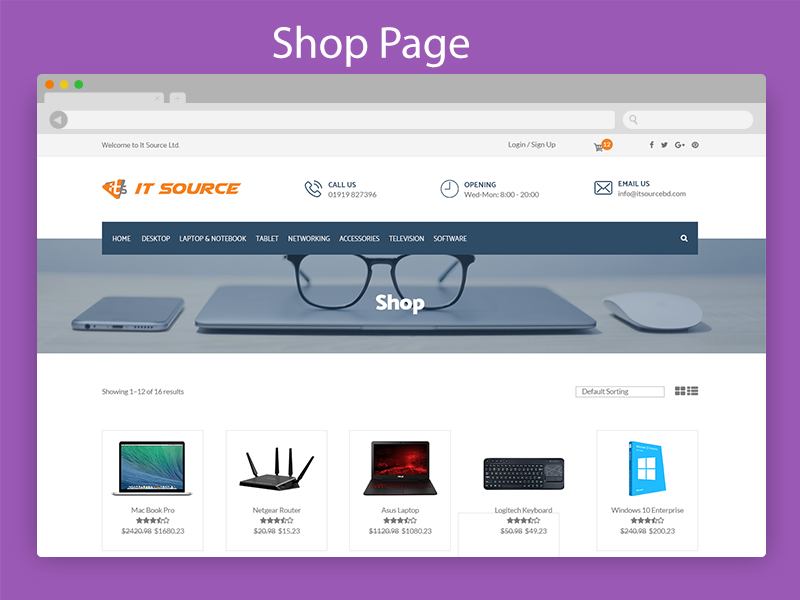 Shop Page
Welcome to It Source Ltd.
Login / Sign Up
12
its IT SOURCE
CALL US
01919 827396
OPENING
Wed-Mon: 8:00 - 20:00
EMAIL US
info@itsourcebd.com
HOME DESKTOP LAPTOP & NOTEBOOK TABLET NETWORKING ACCESSORIES TELEVISION SOFTWARE
Shop
Showing 1–12 of 16 results
Default Sorting
Mac Book Pro
$2420.98 $1680.23
Netgear Router
$20.98 $15.23
Asus Laptop
$1120.98 $1080.23
Logitech Keyboard
$50.98 $49.23
Windows 10 Enterprise
$240.98 $200.23